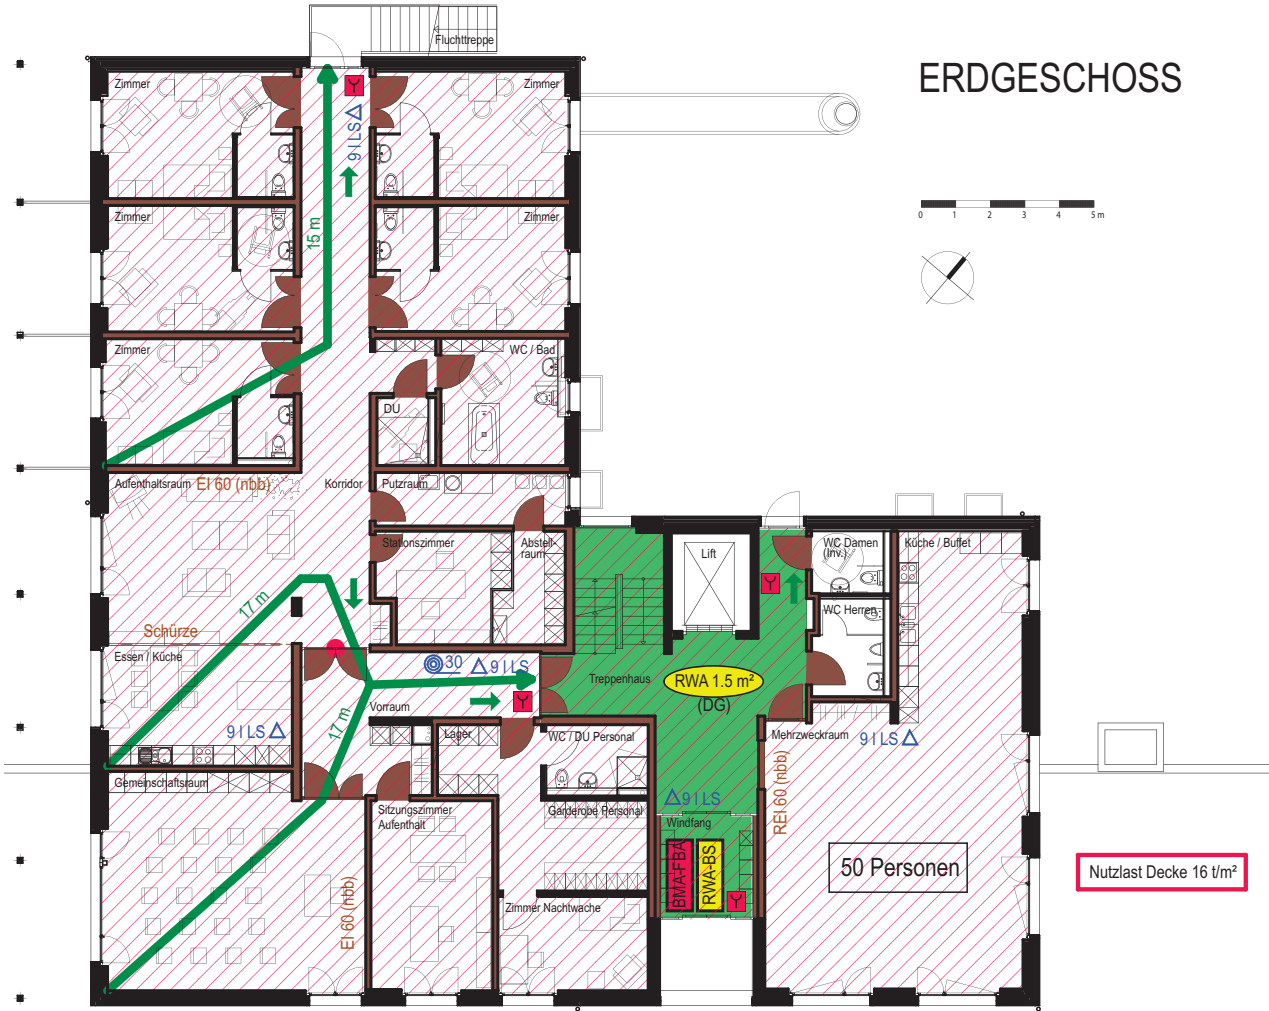 Fluchttreppe
ERDGESCHOSS
Zimmer
Zimmer
9 l LS
0 1 2 3 4 5 m
Zimmer
Zimmer
15 m
Zimmer
WC / Bad
DU
Aufenthaltsraum
EI 60 (nbb)
Korridor
Putzraum
Stationszimmer
Abstell-
raum
Lift
WC Damen
(Inv.)
Küche / Buffet
17 m
WC Herren
Schürze
Essen / Küche
30
9 l LS
Treppenhaus
RWA 1.5 m²
(DG)
Vorraum
17 m
9 l LS
Lager
WC / DU Personal
Mehrzweckraum
9 l LS
Gemeinschaftsraum
REI 60 (nbb)
9 l LS
Sitzungszimmer
Aufenthalt
Garderobe Personal
Windfang
BMA-FBA
RWA-BS
50 Personen
Nutzlast Decke 16 t/m²
EI 60 (nbb)
Zimmer Nachtwache